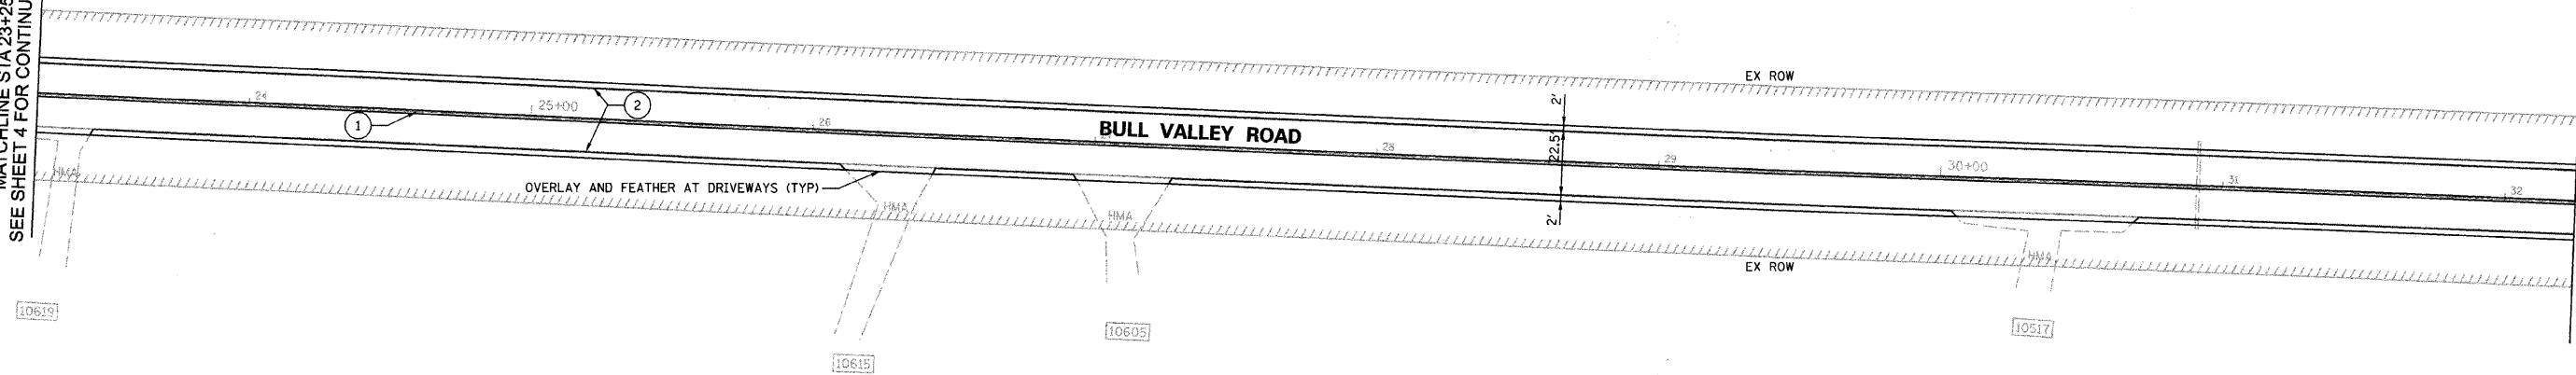 MATCHLINE STA 23+25
SEE SHEET 4 FOR CONTINU
EX ROW
24
25+00
2
1
26
BULL VALLEY ROAD
28
29
30+00
31
32
2'
22.5'
2'
HMA
OVERLAY AND FEATHER AT DRIVEWAYS (TYP)
HMA
HMA
HMA
EX ROW
10619
10615
10605
10517